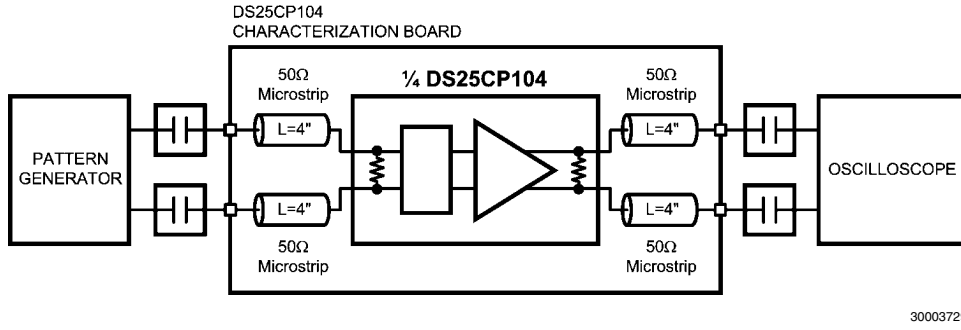 DS25CP104
CHARACTERIZATION BOARD
50Ω
Microstrip
¼ DS25CP104
50Ω
Microstrip
L=4"
L=4"
PATTERN
GENERATOR
OSCILLOSCOPE
L=4"
L=4"
50Ω
Microstrip
50Ω
Microstrip